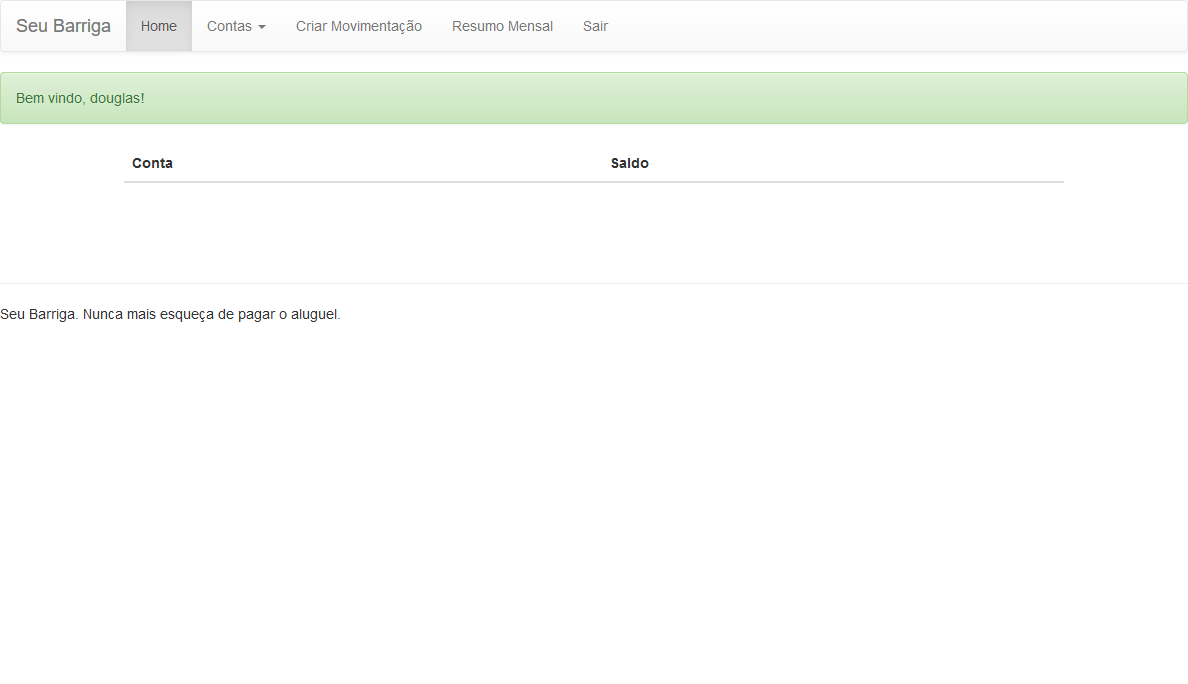 Seu Barriga Home Contas Criar Movimentação Resumo Mensal Sair
Bem vindo, douglas!
Conta Saldo
Seu Barriga. Nunca mais esqueça de pagar o aluguel.